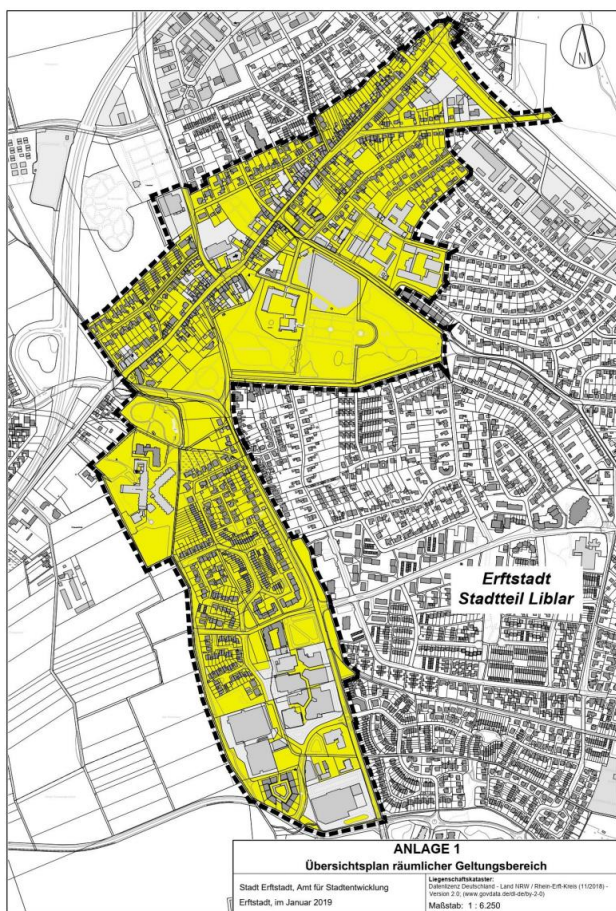 N
Erftstadt
Stadtteil Liblar
ANLAGE 1
Übersichtsplan räumlicher Geltungsbereich
Stadt Erftstadt, Amt für Stadtentwicklung
Erftstadt, im Januar 2019
Liegenschaftskataster:
Datenlizenz Deutschland - Land NRW / Rhein-Erft-Kreis (11/2018) -
Version 2.0; (www.govdata.de/dl-de/by-2-0)
Maßstab: 1 : 6.250